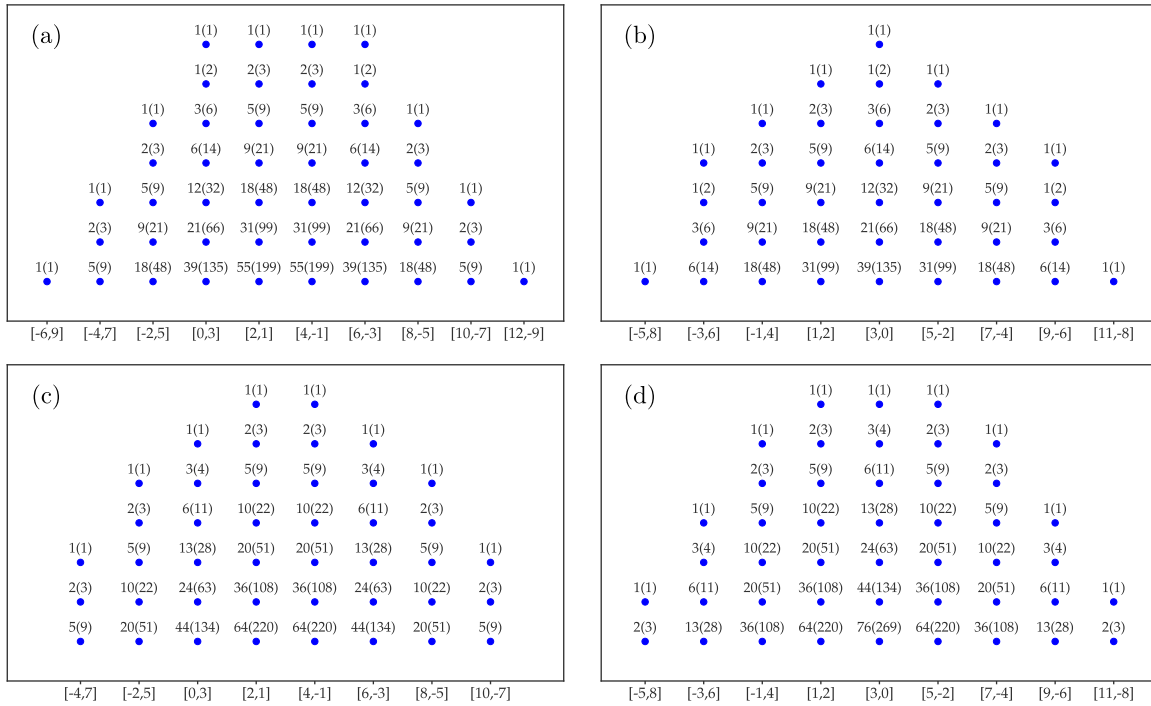 (a) 1(1) 1(1) 1(1) 1(1)
1(2) 2(3) 2(3) 1(2)
1(1) 3(6) 5(9) 5(9) 3(6) 1(1)
2(3) 6(14) 9(21) 9(21) 6(14) 2(3)
1(1) 5(9) 12(32) 18(48) 18(48) 12(32) 5(9) 1(1)
2(3) 9(21) 21(66) 31(99) 31(99) 21(66) 9(21) 2(3)
1(1) 5(9) 18(48) 39(135) 55(199) 55(199) 39(135) 18(48) 5(9) 1(1)
[-6,9] [-4,7] [-2,5] [0,3] [2,1] [4,-1] [6,-3] [8,-5] [10,-7] [12,-9]
(b) 1(1)
1(1) 1(2) 1(1)
1(1) 2(3) 3(6) 2(3) 1(1)
1(1) 2(3) 5(9) 6(14) 5(9) 2(3) 1(1)
1(2) 5(9) 9(21) 12(32) 9(21) 5(9) 1(2)
3(6) 9(21) 18(48) 21(66) 18(48) 9(21) 3(6)
1(1) 6(14) 18(48) 31(99) 39(135) 31(99) 18(48) 6(14) 1(1)
[-5,8] [-3,6] [-1,4] [1,2] [3,0] [5,-2] [7,-4] [9,-6] [11,-8]
(c) 1(1) 1(1)
1(1) 2(3) 2(3) 1(1)
1(1) 3(4) 5(9) 5(9) 3(4) 1(1)
2(3) 6(11) 10(22) 10(22) 6(11) 2(3)
1(1) 5(9) 13(28) 20(51) 20(51) 13(28) 5(9) 1(1)
2(3) 10(22) 24(63) 36(108) 36(108) 24(63) 10(22) 2(3)
5(9) 20(51) 44(134) 64(220) 64(220) 44(134) 20(51) 5(9)
[-4,7] [-2,5] [0,3] [2,1] [4,-1] [6,-3] [8,-5] [10,-7]
(d) 1(1) 1(1) 1(1)
1(1) 2(3) 3(4) 2(3) 1(1)
2(3) 5(9) 6(11) 5(9) 2(3)
1(1) 5(9) 10(22) 13(28) 10(22) 5(9) 1(1)
3(4) 10(22) 20(51) 24(63) 20(51) 10(22) 3(4)
1(1) 6(11) 20(51) 36(108) 44(134) 36(108) 20(51) 6(11) 1(1)
2(3) 13(28) 36(108) 64(220) 76(269) 64(220) 36(108) 13(28) 2(3)
[-5,8] [-3,6] [-1,4] [1,2] [3,0] [5,-2] [7,-4] [9,-6] [11,-8]